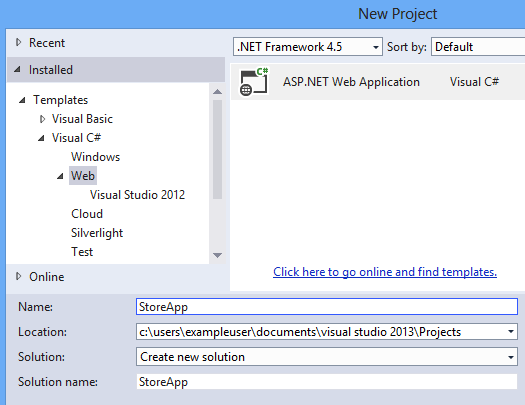 New Project
Recent
.NET Framework 4.5 Sort by: Default
Installed
C# ASP.NET Web Application Visual C#
Templates
Visual Basic
Visual C#
Windows
Web
Visual Studio 2012
Cloud
Silverlight
Test
Click here to go online and find templates.
Online
Name: StoreApp
Location: c:\users\exampleuser\documents\visual studio 2013\Projects
Solution: Create new solution
Solution name: StoreApp